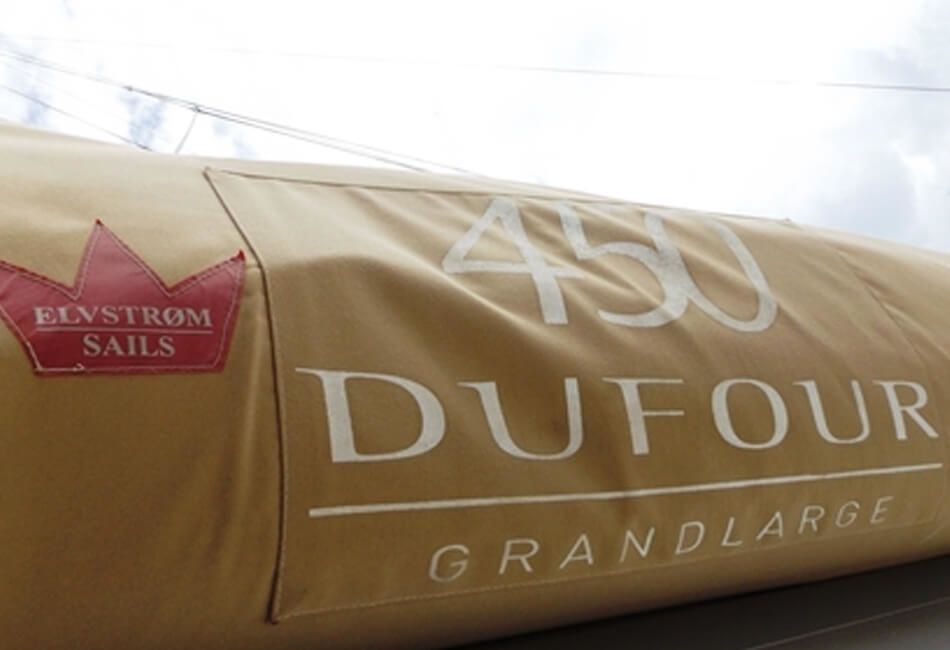 ELVSTRØM
SAILS
450
DUFOUR
GRANDLARGE